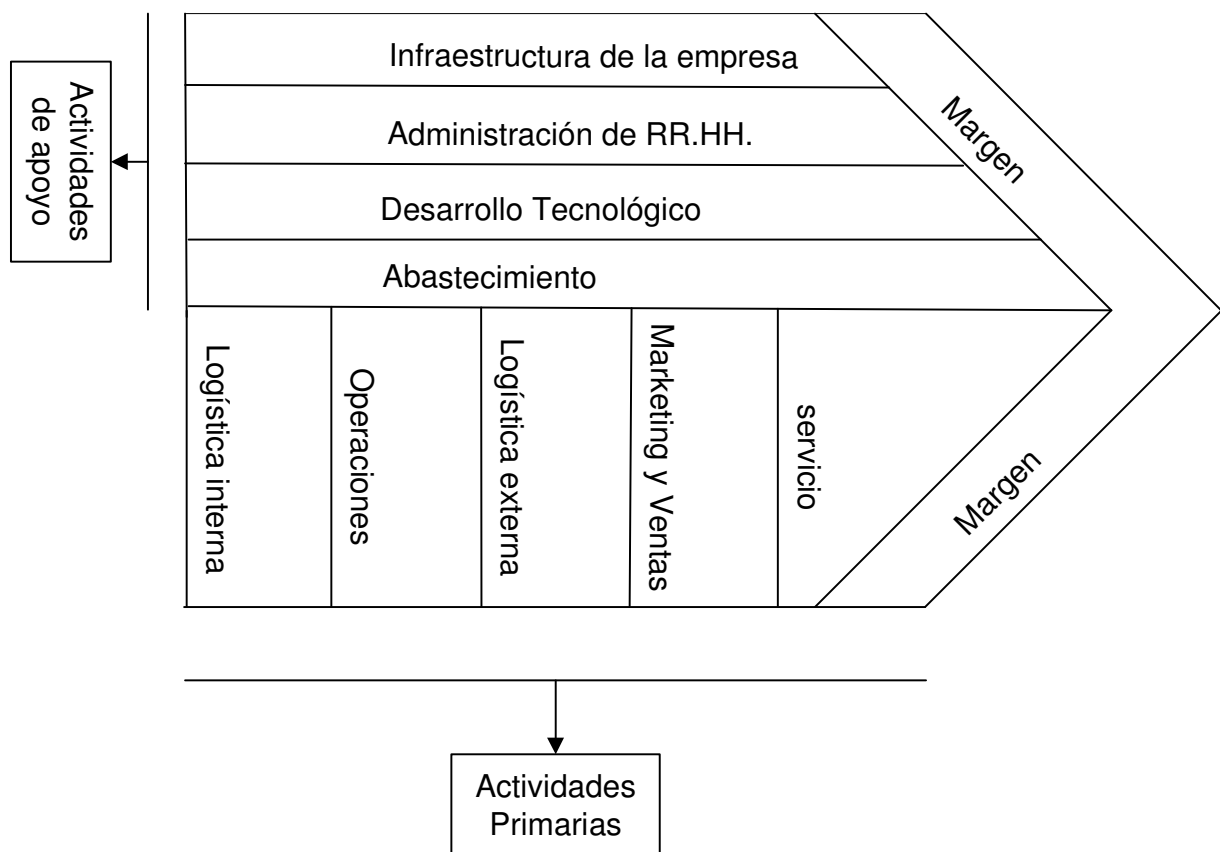 Infraestructura de la empresa
Administración de RR.HH.
Desarrollo Tecnológico
Abastecimiento
Actividades
de apoyo
Margen
Logística interna
Operaciones
Logística externa
Marketing y Ventas
servicio
Margen
Actividades
Primarias